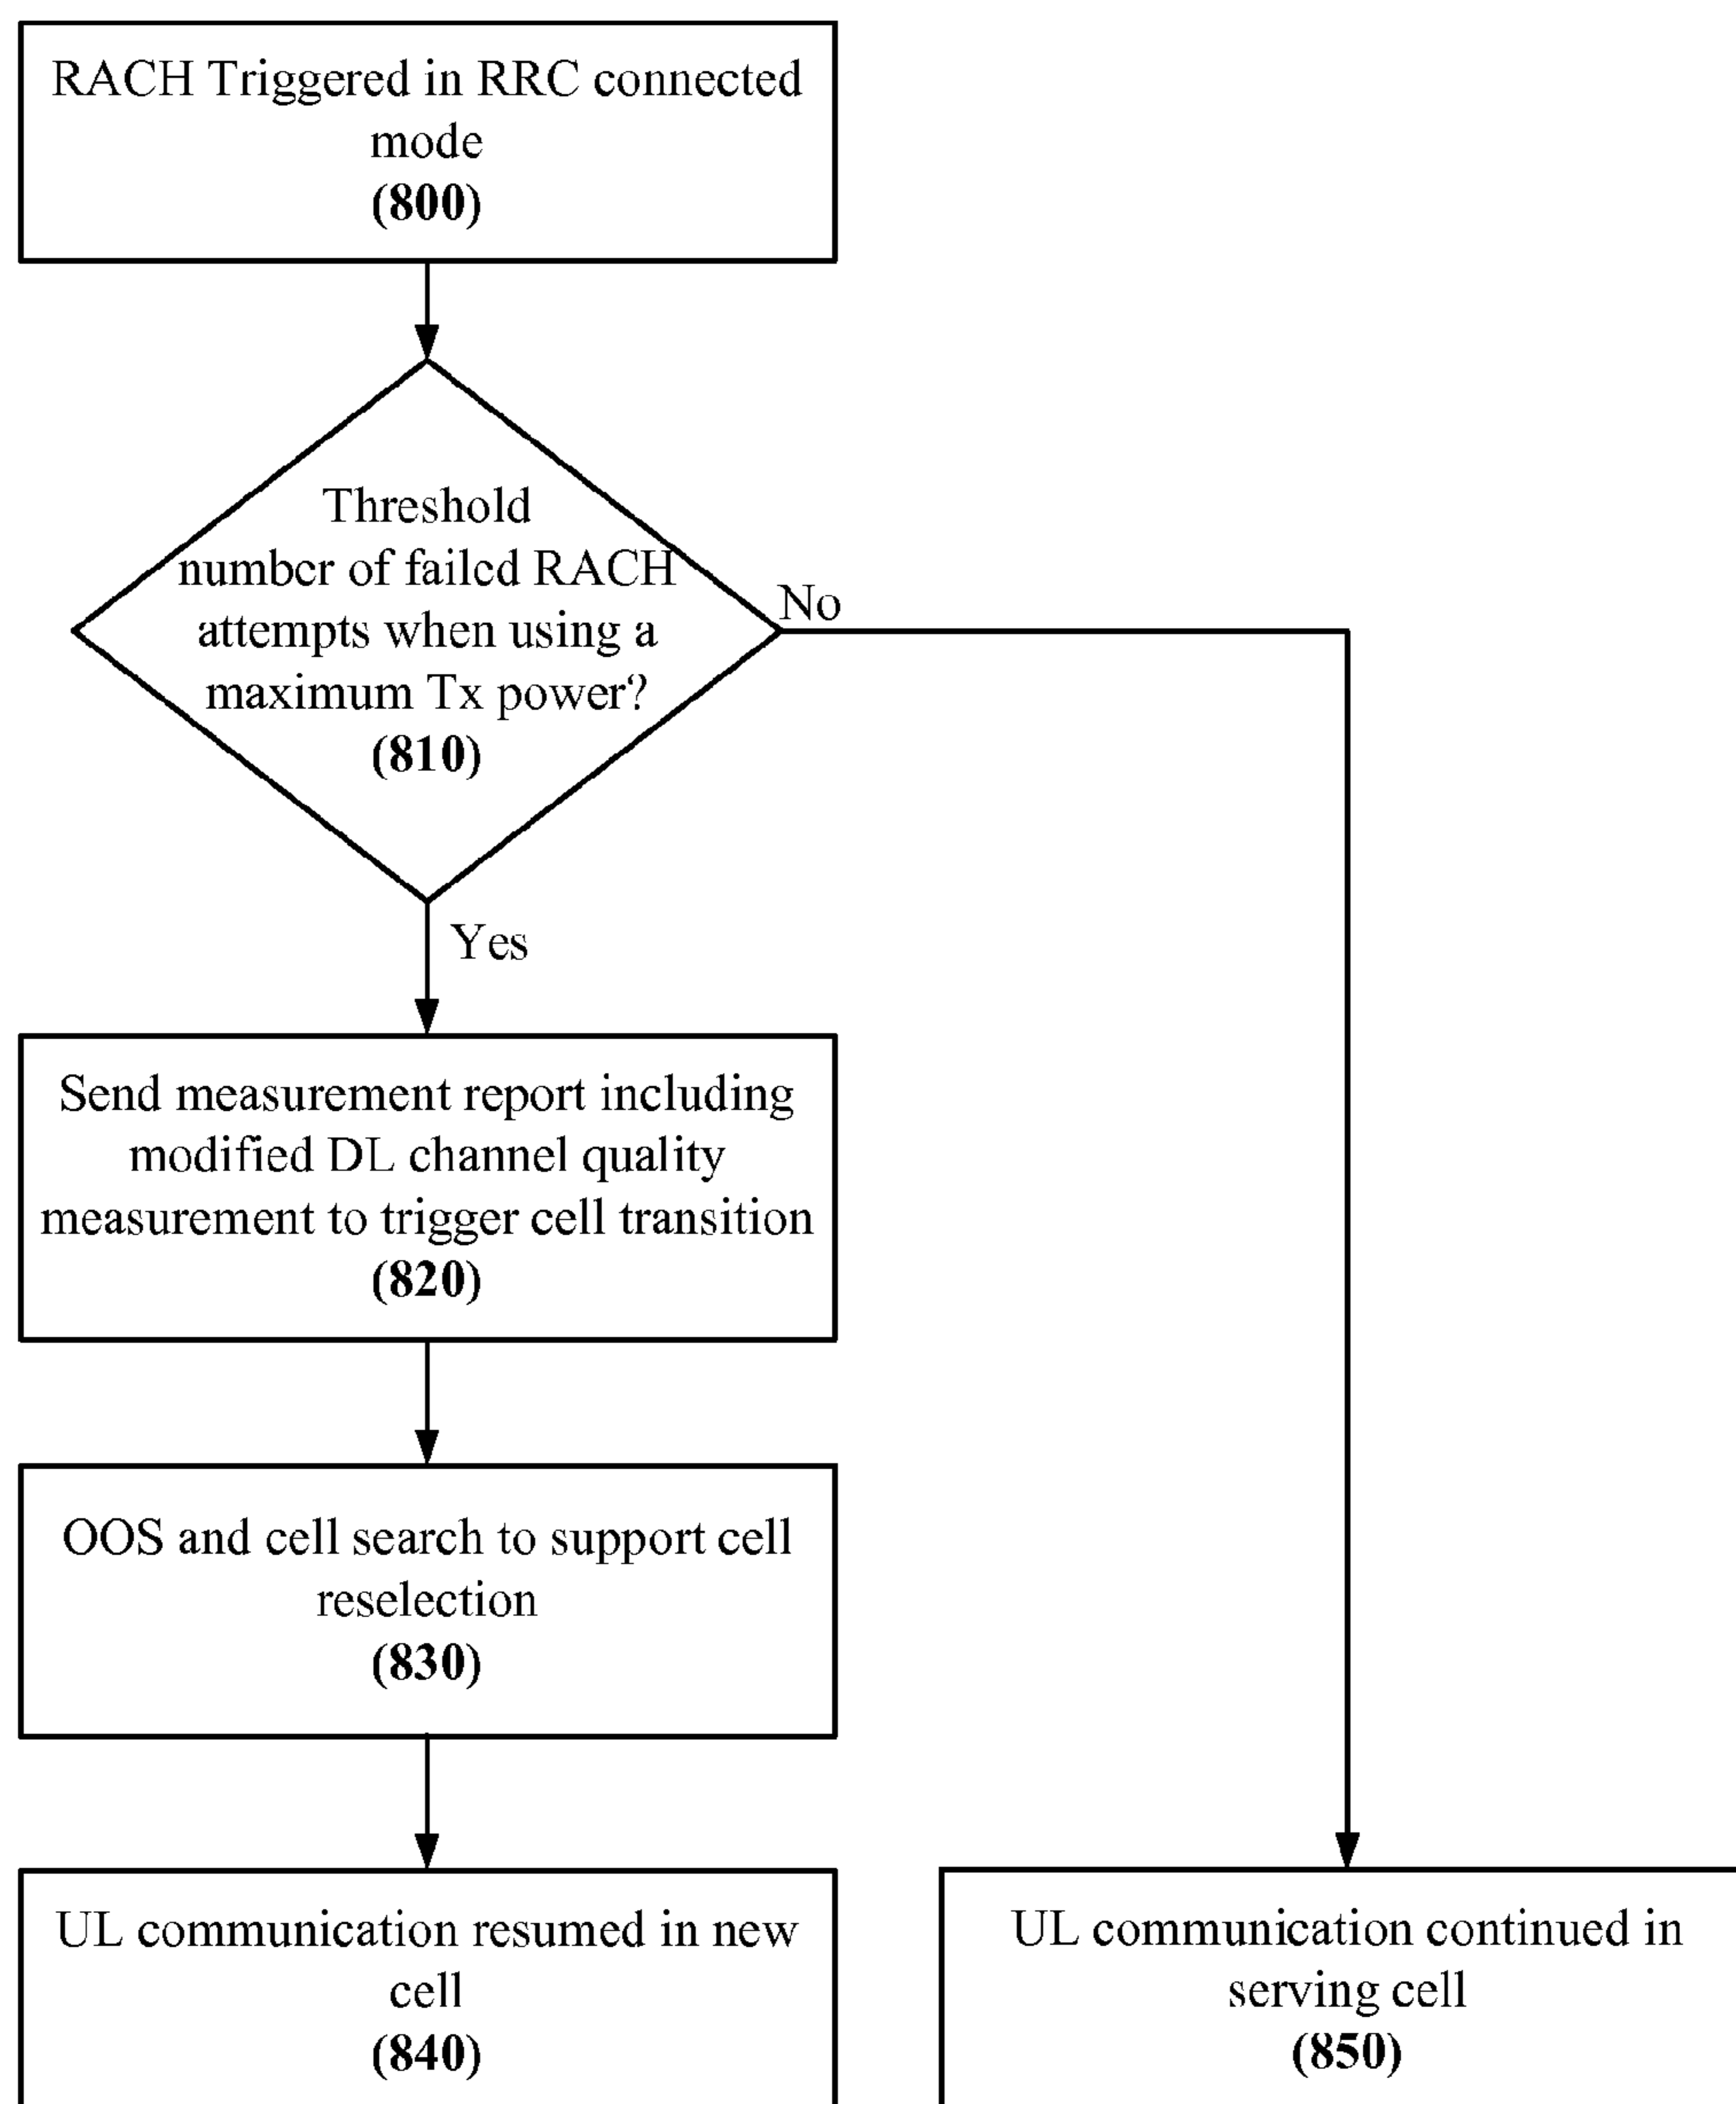 RACH Triggered in RRC connected
mode
(800)
Threshold
number of failed RACH
attempts when using a
maximum Tx power?
(810)
No
Yes
Send measurement report including
modified DL channel quality
measurement to trigger cell transition
(820)
OOS and cell search to support cell
reselection
(830)
UL communication resumed in new
cell
(840)
UL communication continued in
serving cell
(850)